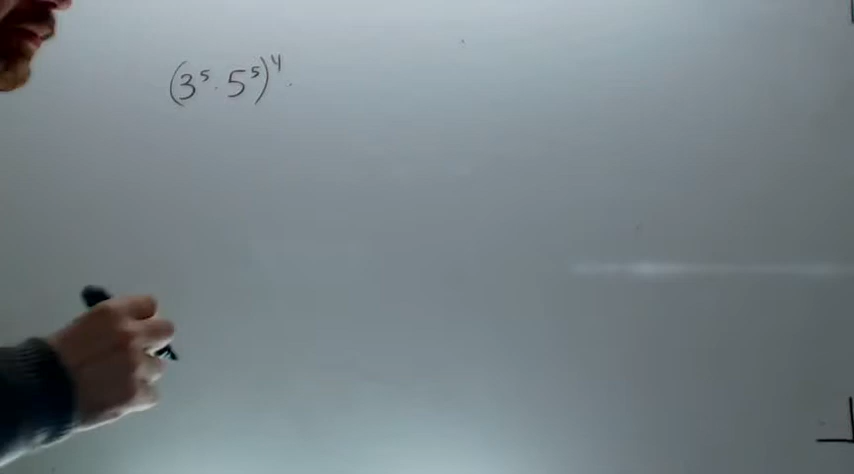 (3⁵ · 5⁵)⁴ .